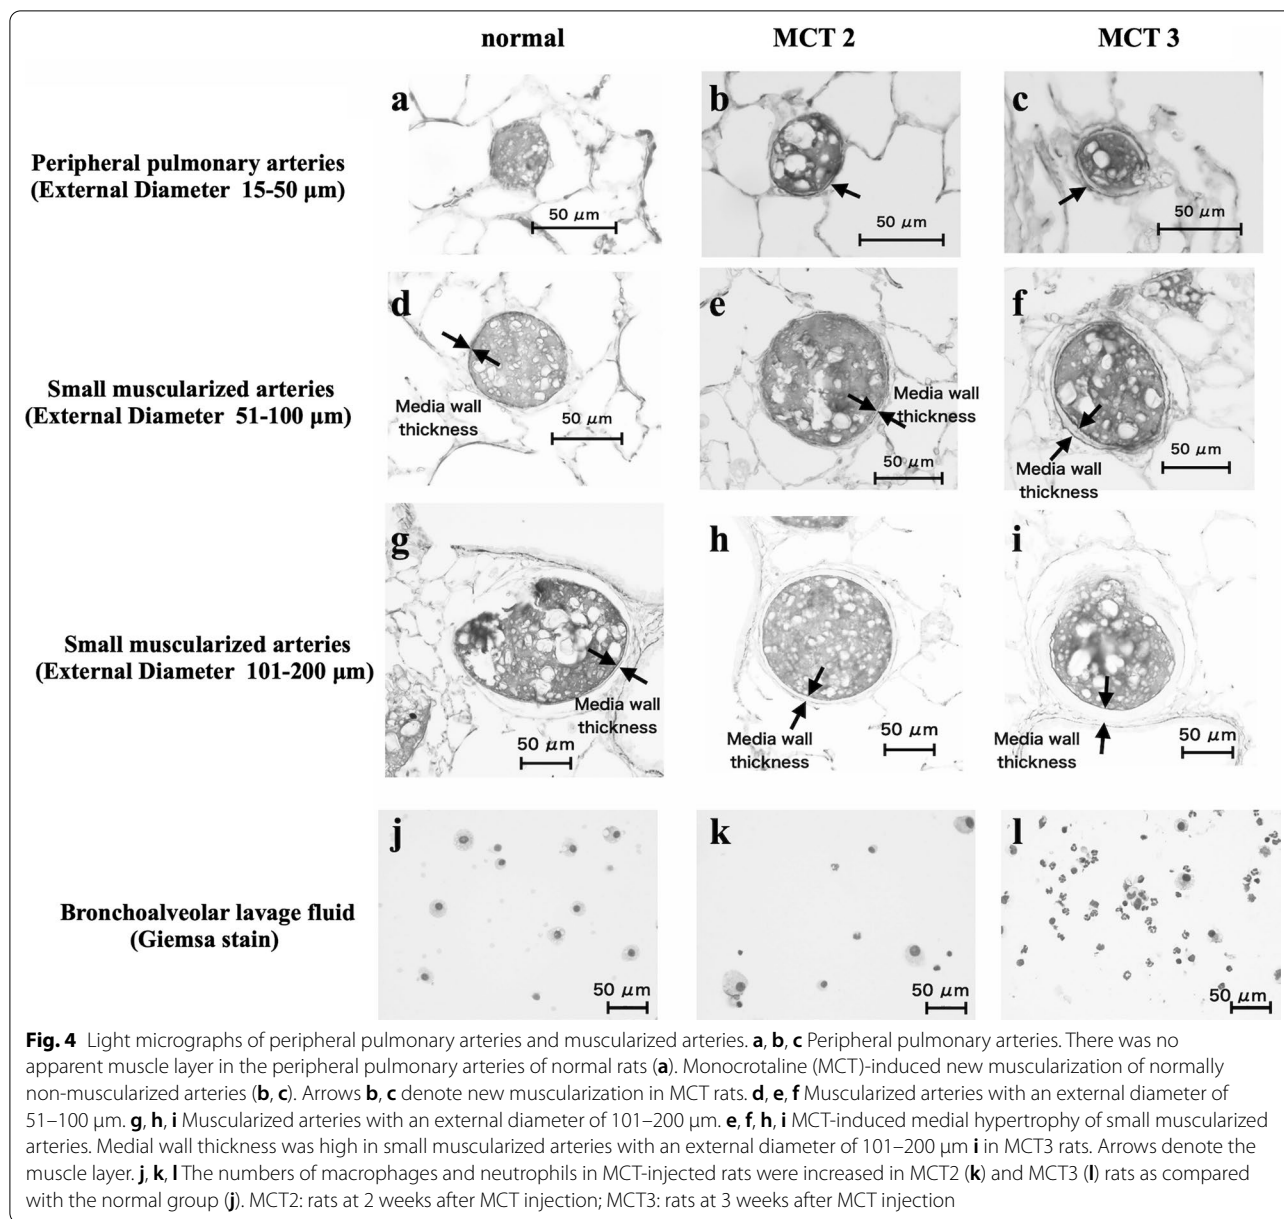 normal MCT 2 MCT 3
Peripheral pulmonary arteries
(External Diameter 15-50 µm)
a b c
50 µm 50 µm 50 µm
Small muscularized arteries
(External Diameter 51-100 µm)
d e f
Media wall
thickness
50 µm
Media wall
thickness
50 µm
Media wall
thickness
50 µm
Small muscularized arteries
(External Diameter 101-200 µm)
g h i
Media wall
thickness
50 µm
Media wall
thickness
50 µm
Media wall
thickness
50 µm
Bronchoalveolar lavage fluid
(Giemsa stain)
j k l
50 µm 50 µm 50 µm
Fig. 4 Light micrographs of peripheral pulmonary arteries and muscularized arteries. a, b, c Peripheral pulmonary arteries. There was no
apparent muscle layer in the peripheral pulmonary arteries of normal rats (a). Monocrotaline (MCT)-induced new muscularization of normally
non-muscularized arteries (b, c). Arrows b, c denote new muscularization in MCT rats. d, e, f Muscularized arteries with an external diameter of
51–100 µm. g, h, i Muscularized arteries with an external diameter of 101–200 µm. e, f, h, i MCT-induced medial hypertrophy of small muscularized
arteries. Medial wall thickness was high in small muscularized arteries with an external diameter of 101–200 µm i in MCT3 rats. Arrows denote the
muscle layer. j, k, l The numbers of macrophages and neutrophils in MCT-injected rats were increased in MCT2 (k) and MCT3 (l) rats as compared
with the normal group (j). MCT2: rats at 2 weeks after MCT injection; MCT3: rats at 3 weeks after MCT injection